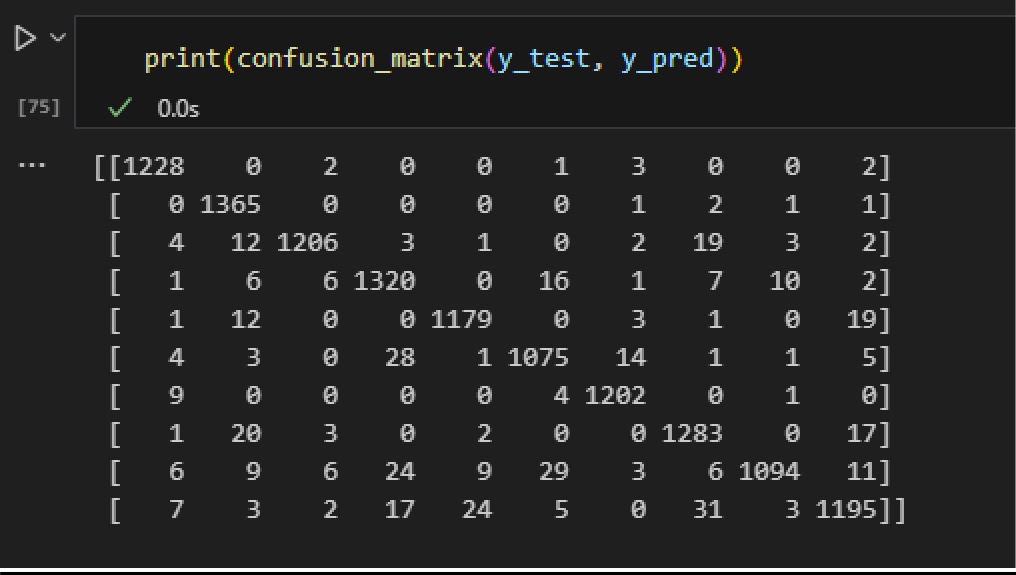 print(confusion_matrix(y_test, y_pred))
[75] 0.0s
... [[1228 0 2 0 0 1 3 0 0 2]
[ 0 1365 0 0 0 0 1 2 1 1]
[ 4 12 1206 3 1 0 2 19 3 2]
[ 1 6 6 1320 0 16 1 7 10 2]
[ 1 12 0 0 1179 0 3 1 0 19]
[ 4 3 0 28 1 1075 14 1 1 5]
[ 9 0 0 0 0 4 1202 0 1 0]
[ 1 20 3 0 2 0 0 1283 0 17]
[ 6 9 6 24 9 29 3 6 1094 11]
[ 7 3 2 17 24 5 0 31 3 1195]]